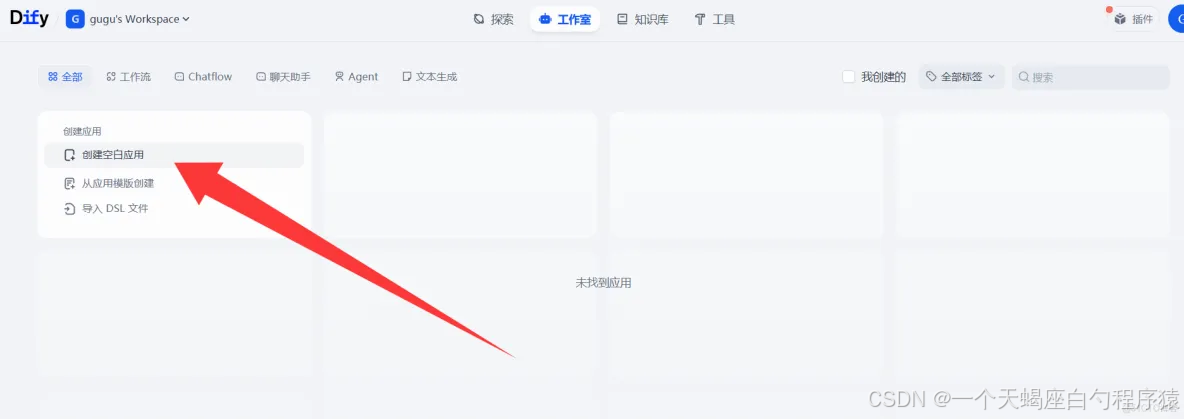 Dify G gugu's Workspace 探索 工作室 知识库 工具 插件 G
全部 工作流 Chatflow 聊天助手 Agent 文本生成 我创建的 全部标签 搜索
创建应用
创建空白应用
从应用模版创建
导入 DSL 文件
未找到应用
CSDN @一个天蝎座白勺程序猿